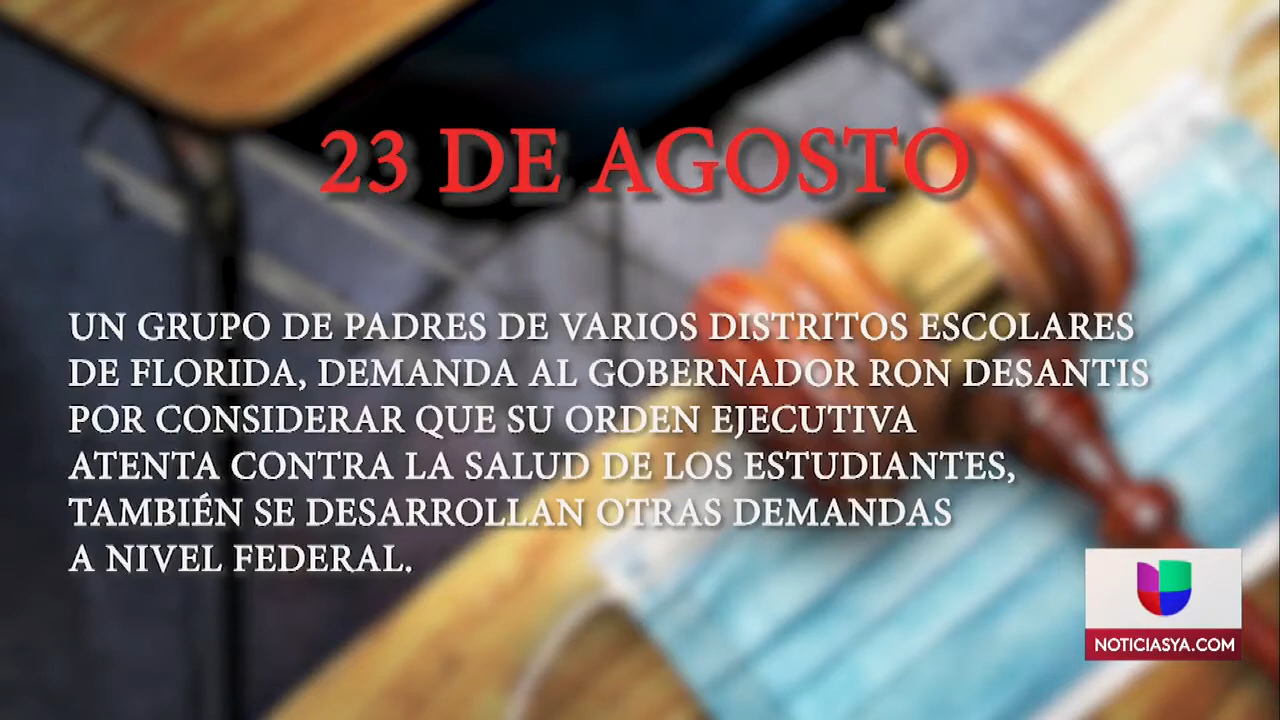 23 DE AGOSTO
UN GRUPO DE PADRES DE VARIOS DISTRITOS ESCOLARES
DE FLORIDA, DEMANDA AL GOBERNADOR RON DESANTIS
POR CONSIDERAR QUE SU ORDEN EJECUTIVA
ATENTA CONTRA LA SALUD DE LOS ESTUDIANTES,
TAMBIÉN SE DESARROLLAN OTRAS DEMANDAS
A NIVEL FEDERAL.
NOTICIASYA.COM